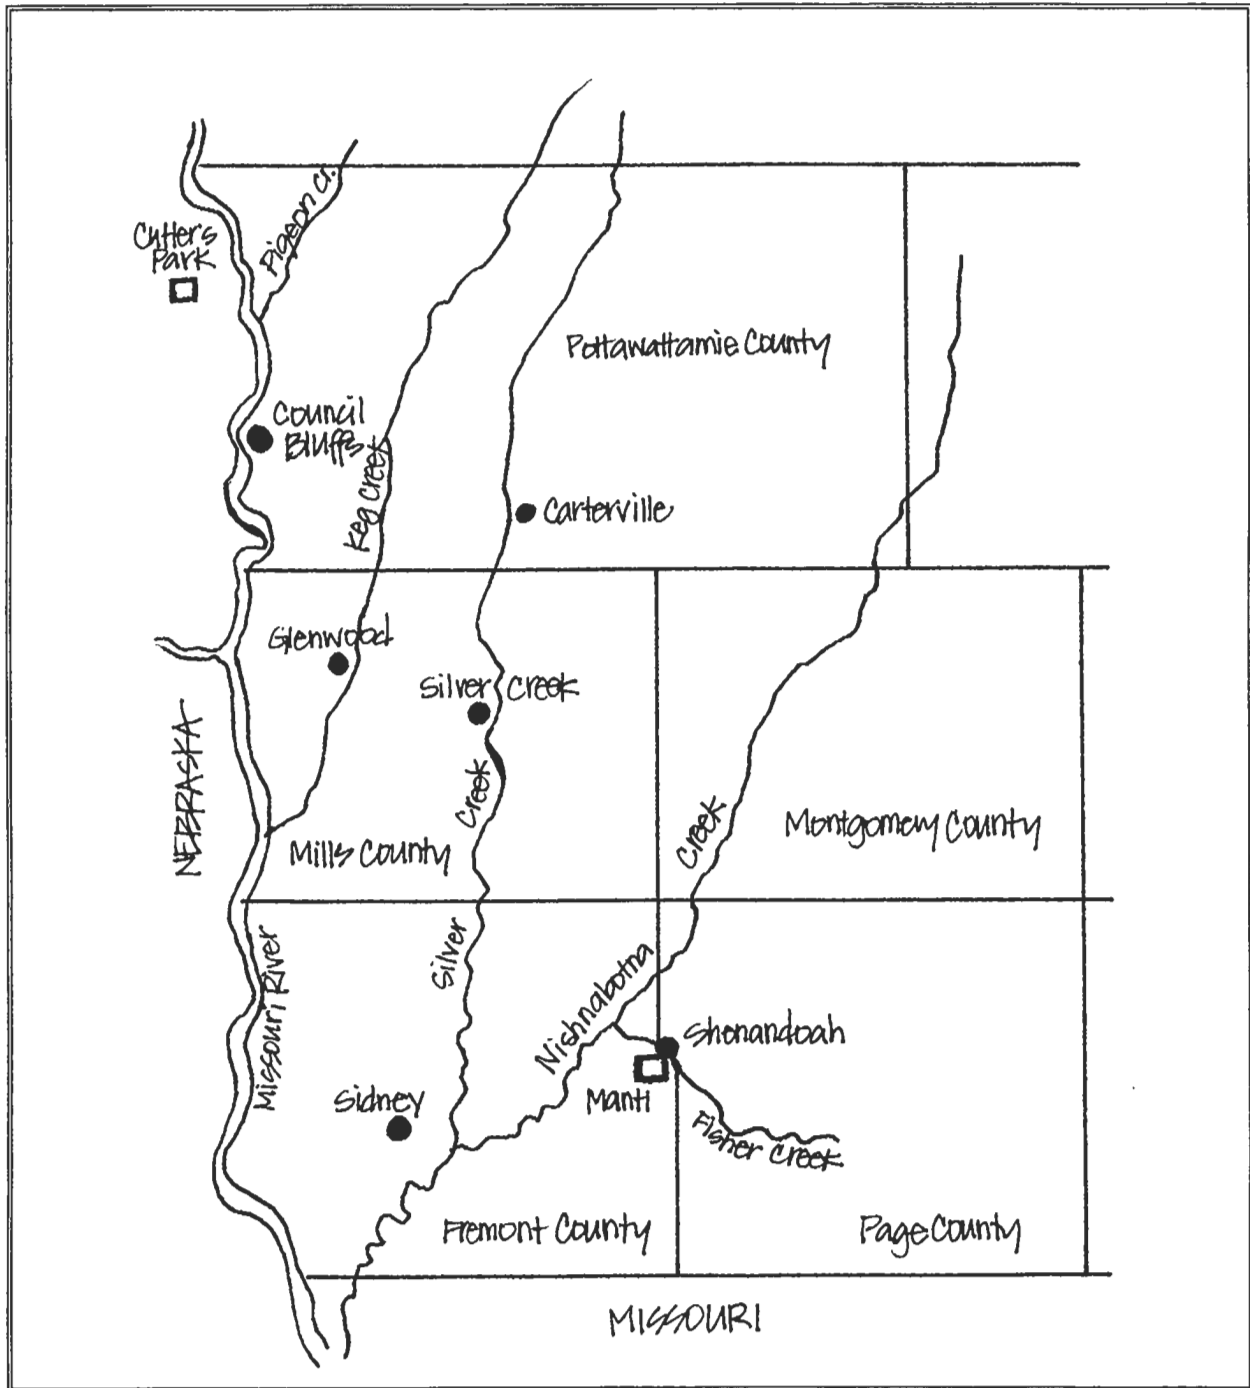 Pigeon Cr.
Cutler's
Park
Pottawattamie County
Council
Bluffs
Keg Creek
Carterville
Glenwood
Silver Creek
NEBRASKA
Creek
Creek
Montgomery County
Mills County
Silver
Missouri River
Nishnabotna
Shenandoah
Sidney
Manti
Fisher Creek
Fremont County
Page County
MISSOURI